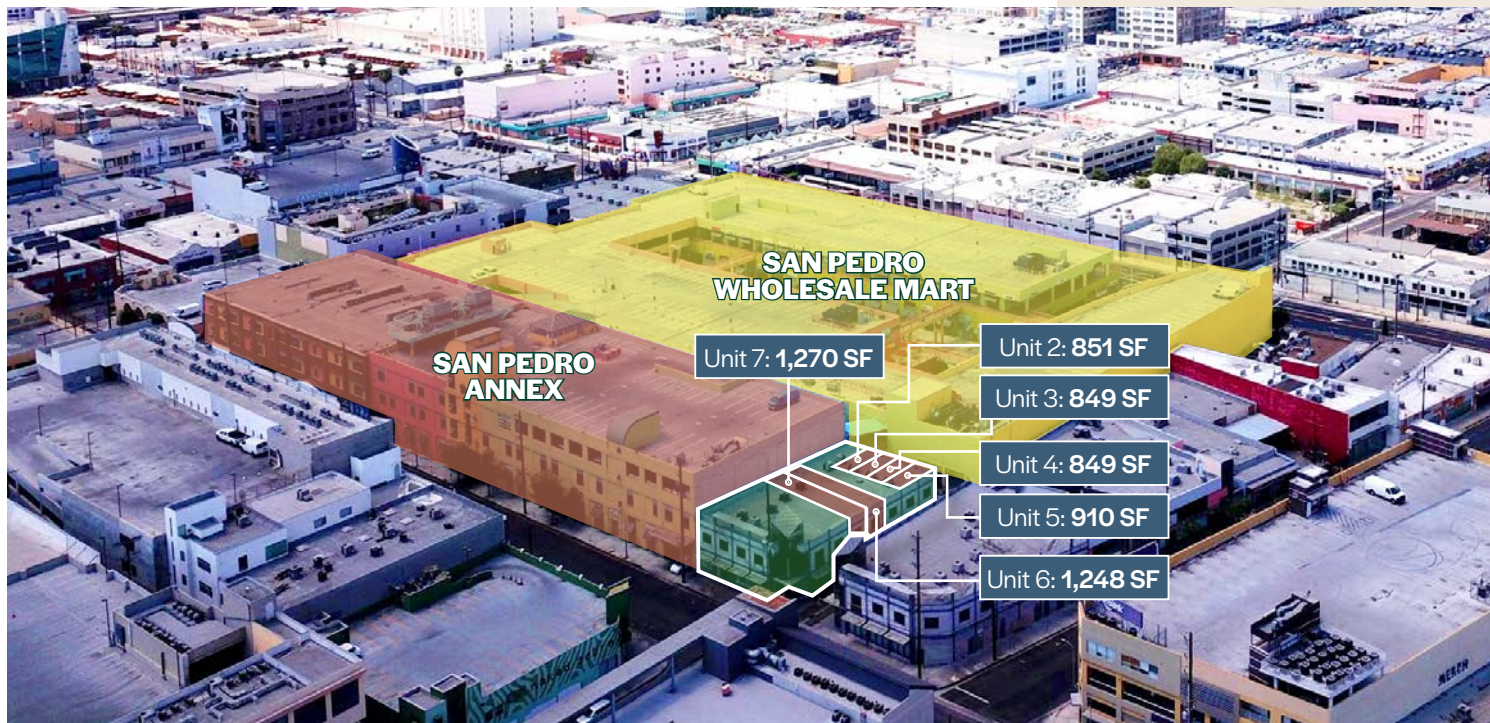 SAN PEDRO
WHOLESALE MART
SAN PEDRO
ANNEX
Unit 7: 1,270 SF
Unit 2: 851 SF
Unit 3: 849 SF
Unit 4: 849 SF
Unit 5: 910 SF
Unit 6: 1,248 SF